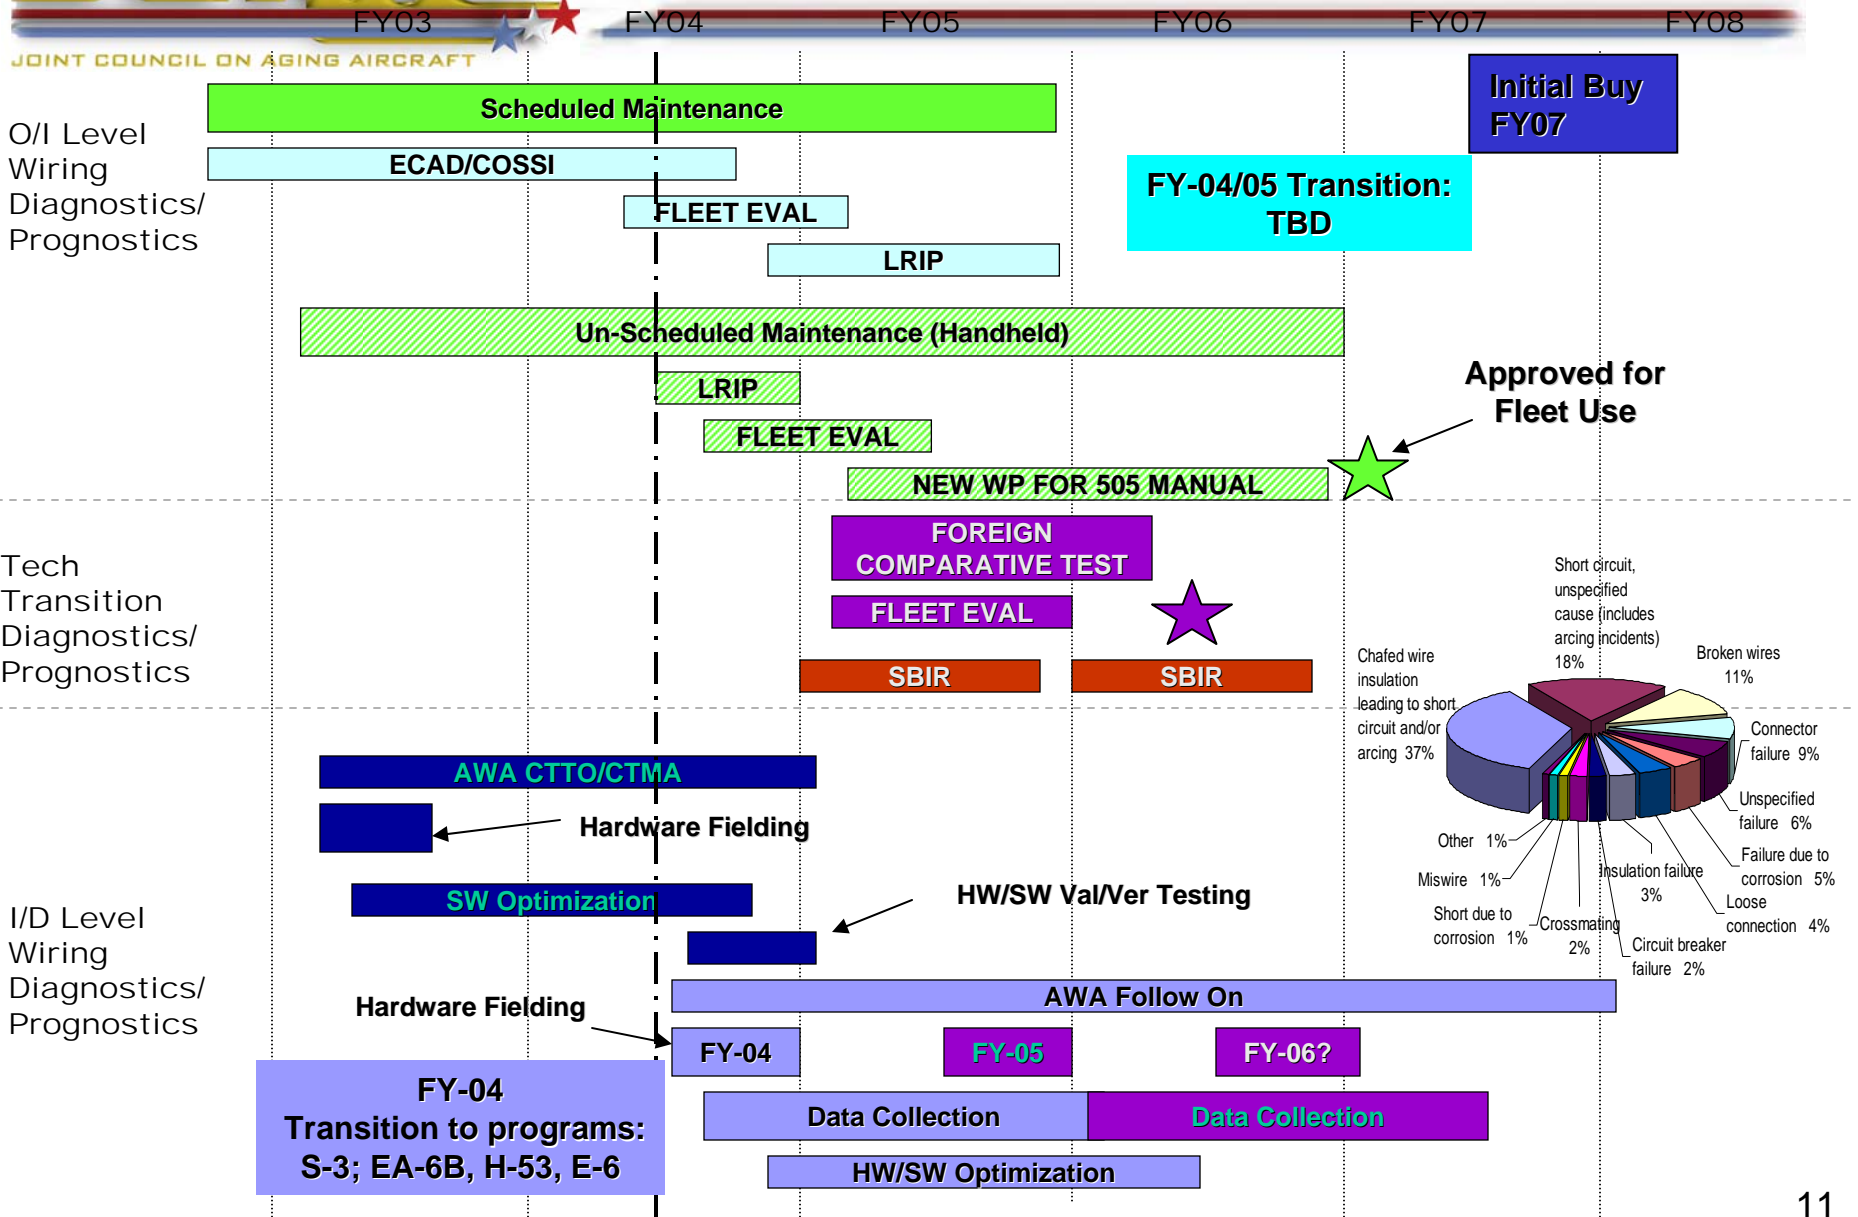 FY03
FY04
FY05
FY06
FY07
FY08
JOINT COUNCIL ON AGING AIRCRAFT
O/I Level
Wiring
Diagnostics/
Prognostics
Scheduled Maintenance
ECAD/COSSI
FLEET EVAL
LRIP
Initial Buy
FY07
FY-04/05 Transition:
TBD
Un-Scheduled Maintenance (Handheld)
LRIP
FLEET EVAL
NEW WP FOR 505 MANUAL
Approved for
Fleet Use
Tech
Transition
Diagnostics/
Prognostics
FOREIGN
COMPARATIVE TEST
FLEET EVAL
SBIR
SBIR
Short circuit,
unspecified
cause (includes
arcing incidents)
18%
Broken wires
11%
Chafed wire
insulation
leading to short
circuit and/or
arcing 37%
Connector
failure 9%
Unspecified
failure 6%
Failure due to
corrosion 5%
Loose
connection 4%
Insulation failure
3%
Circuit breaker
failure 2%
Crossmating
2%
Short due to
corrosion 1%
Miswire 1%
Other 1%
I/D Level
Wiring
Diagnostics/
Prognostics
AWA CTTO/CTMA
Hardware Fielding
SW Optimization
HW/SW Val/Ver Testing
AWA Follow On
Hardware Fielding
FY-04
FY-05
FY-06?
FY-04
Transition to programs:
S-3; EA-6B, H-53, E-6
Data Collection
Data Collection
HW/SW Optimization
11